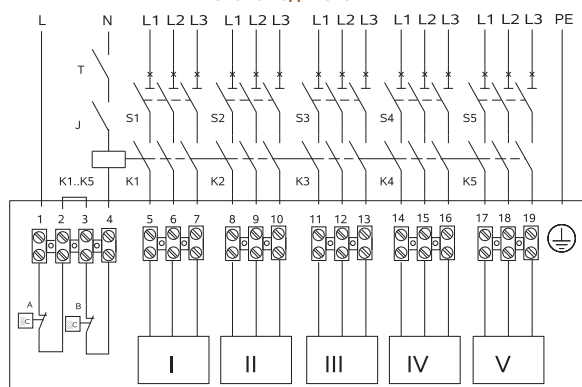 L N L1 L2 L3 L1 L2 L3 L1 L2 L3 L1 L2 L3 L1 L2 L3 PE
T
S1 S2 S3 S4 S5
J
K1 K2 K3 K4 K5
K1..K5
1 2 3 4 5 6 7 8 9 10 11 12 13 14 15 16 17 18 19
A
C
B
C
I II III IV V